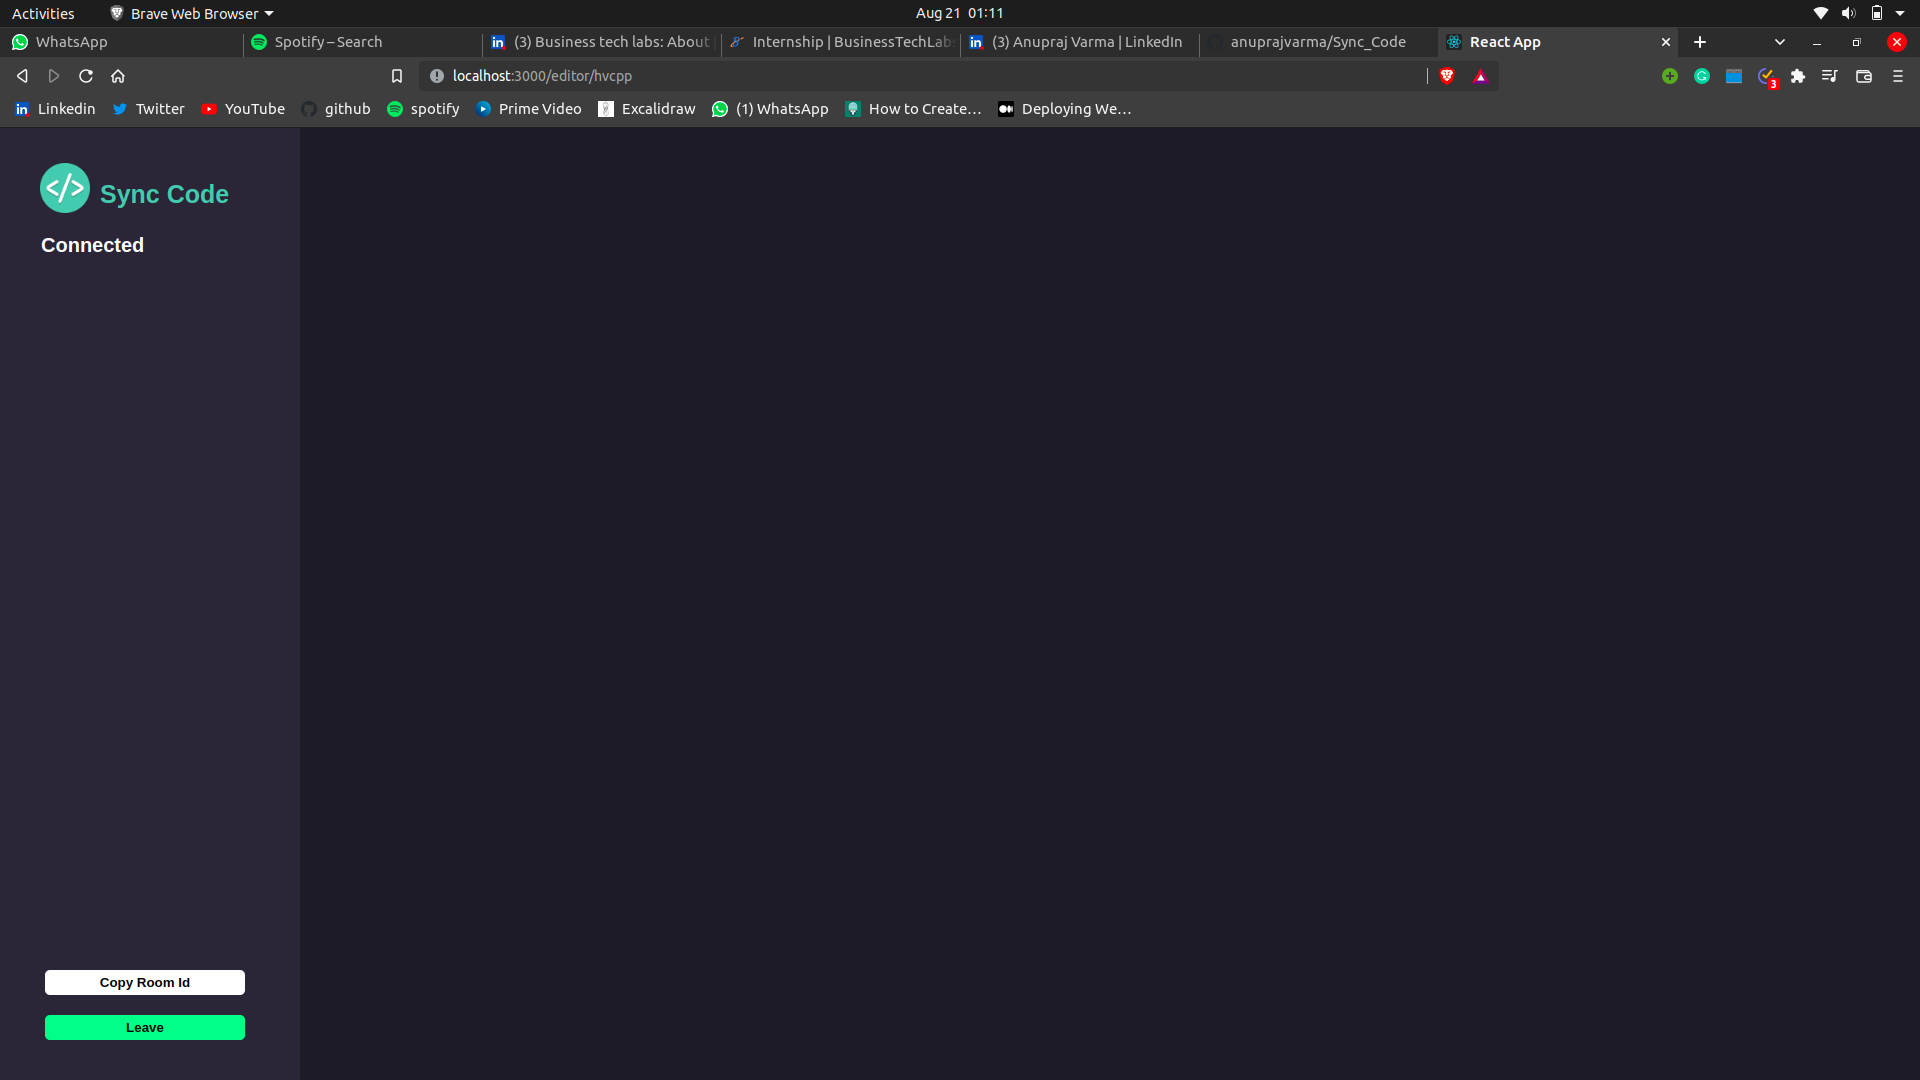 Activities Brave Web Browser Aug 21 01:11
WhatsApp Spotify – Search (3) Business tech labs: About Internship | BusinessTechLab (3) Anupraj Varma | LinkedIn anuprajvarma/Sync_Code React App
localhost:3000/editor/hvcpp 3
Linkedin Twitter YouTube github spotify Prime Video Excalidraw (1) WhatsApp How to Create... Deploying We...
Sync Code
Connected
Copy Room Id
Leave